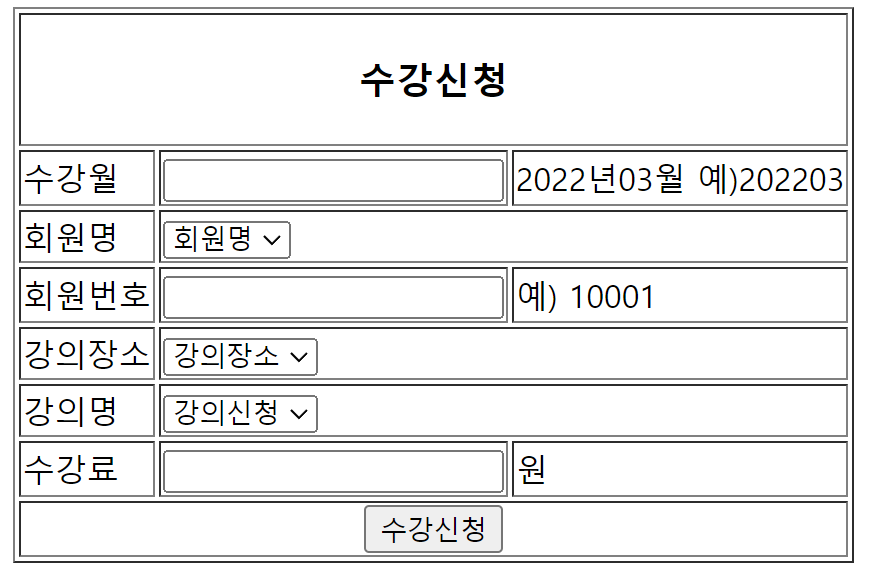 수강신청
수강월 2022년03월 예)202203
회원명 회원명
회원번호 예) 10001
강의장소 강의장소
강의명 강의신청
수강료 원
수강신청